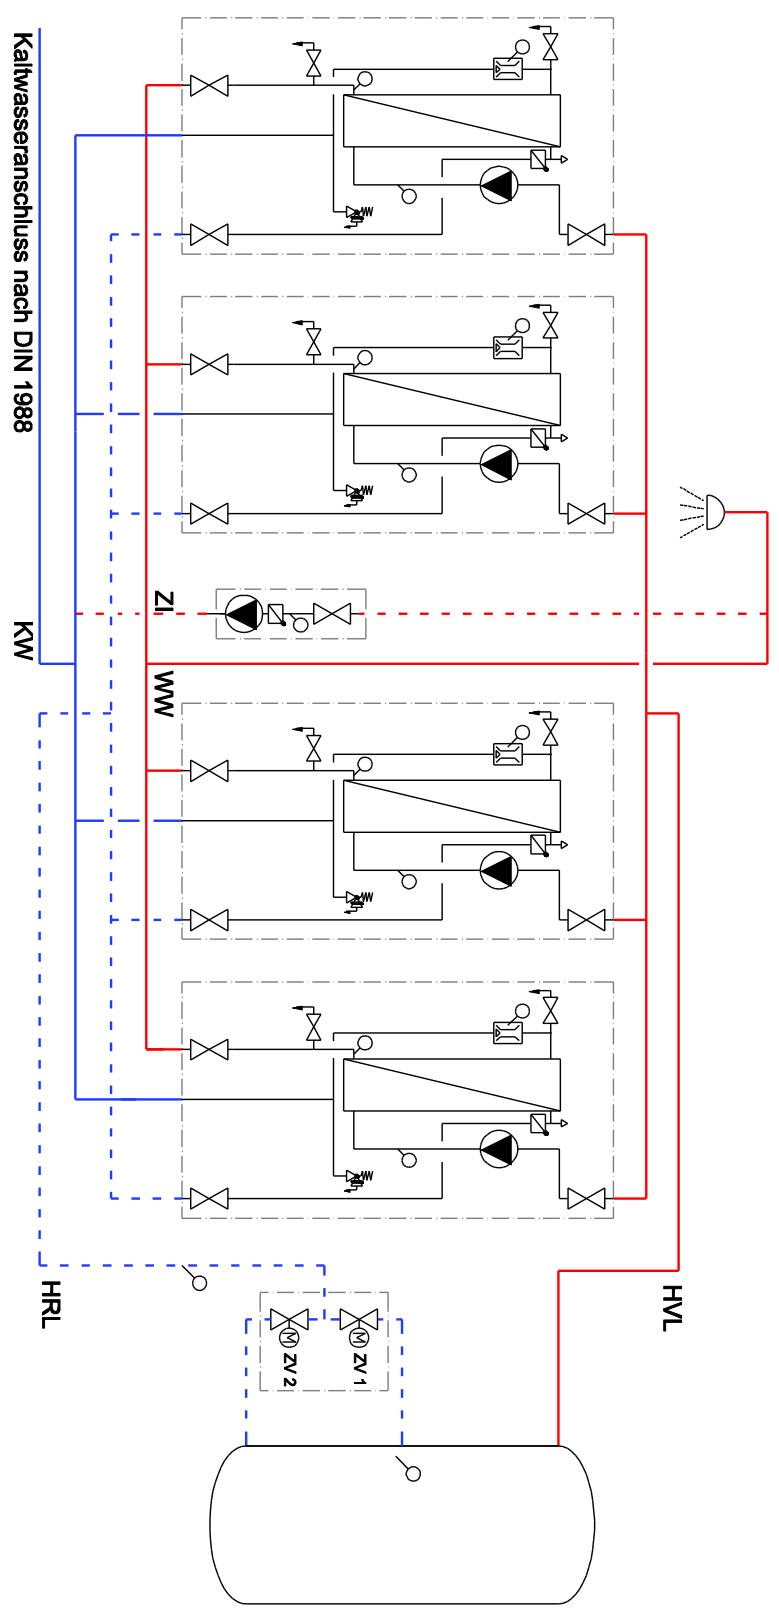 Kaltwasseranschluss nach DIN 1988
KW
ZI
WW
HRL
HVL
ZV 1
M
ZV 2
M